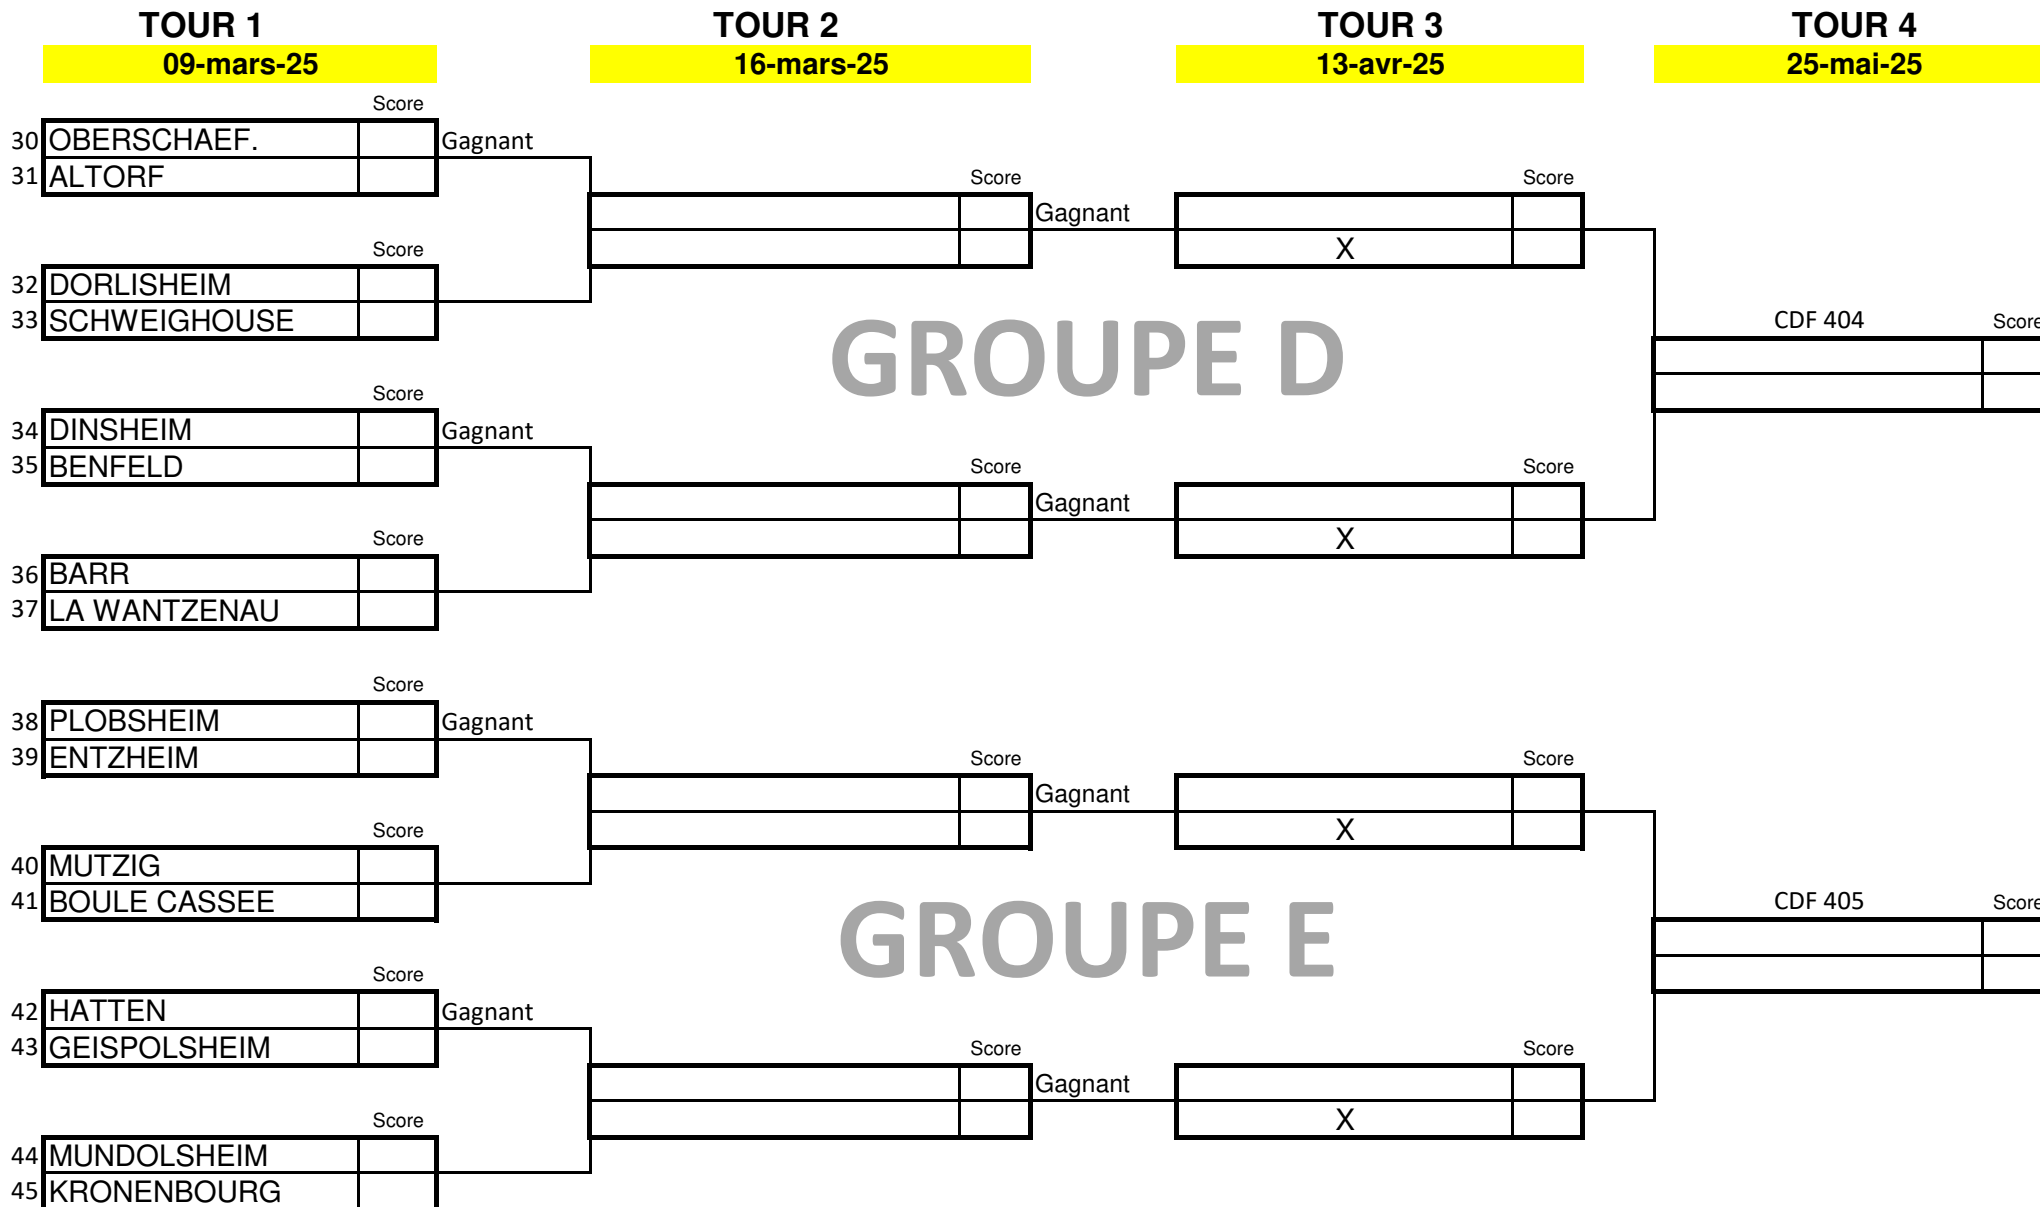 TOUR 1 TOUR 2 TOUR 3 TOUR 4
09-mars-25 16-mars-25 13-avr-25 25-mai-25
Score
30 OBERSCHAEF. Gagnant
31 ALTORF Score Score
Gagnant
Score X
32 DORLISHEIM
33 SCHWEIGHOUSE CDF 404 Score
GROUPE D
Score
34 DINSHEIM Gagnant
35 BENFELD Score Score
Gagnant
Score X
36 BARR
37 LA WANTZENAU
Score
38 PLOBSHEIM Gagnant
39 ENTZHEIM Score Score
Gagnant
Score X
40 MUTZIG
41 BOULE CASSEE CDF 405 Score
GROUPE E
Score
42 HATTEN Gagnant
43 GEISPOLSHEIM Score Score
Gagnant
Score X
44 MUNDOLSHEIM
45 KRONENBOURG